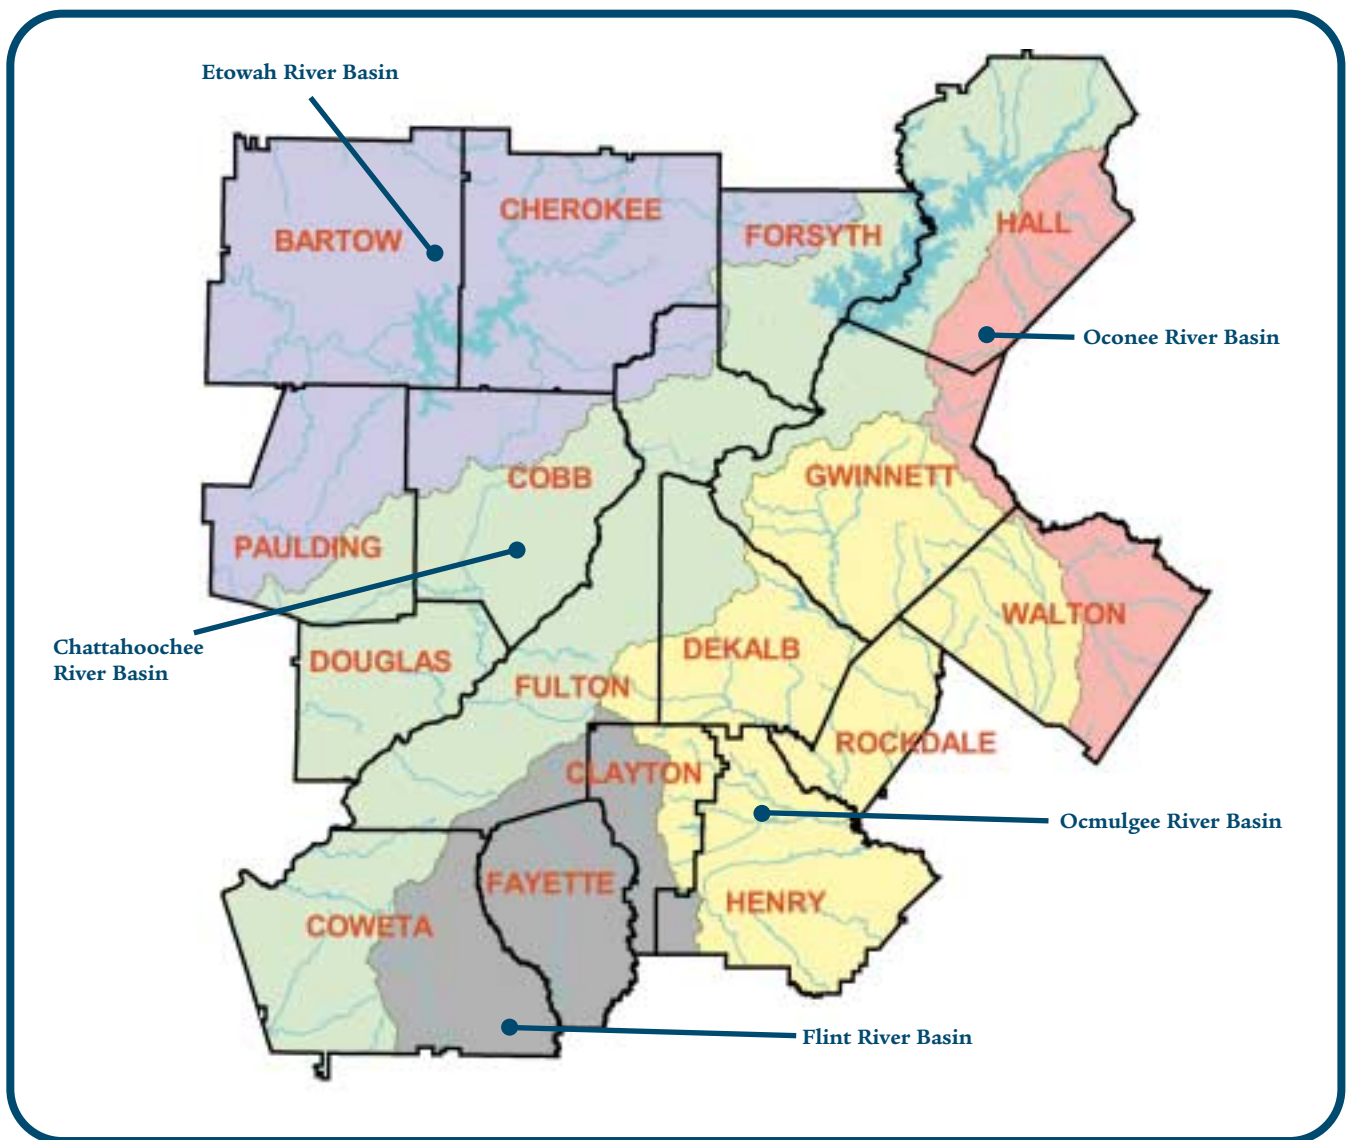 Etowah River Basin
CHEROKEE
BARTOW
FORSYTH
HALL
Oconee River Basin
COBB
GWINNETT
PAULDING
WALTON
Chattahoochee
River Basin
DOUGLAS
DEKALB
FULTON
ROCKDALE
CLAYTON
Ocmulgee River Basin
FAYETTE
HENRY
COWETA
Flint River Basin